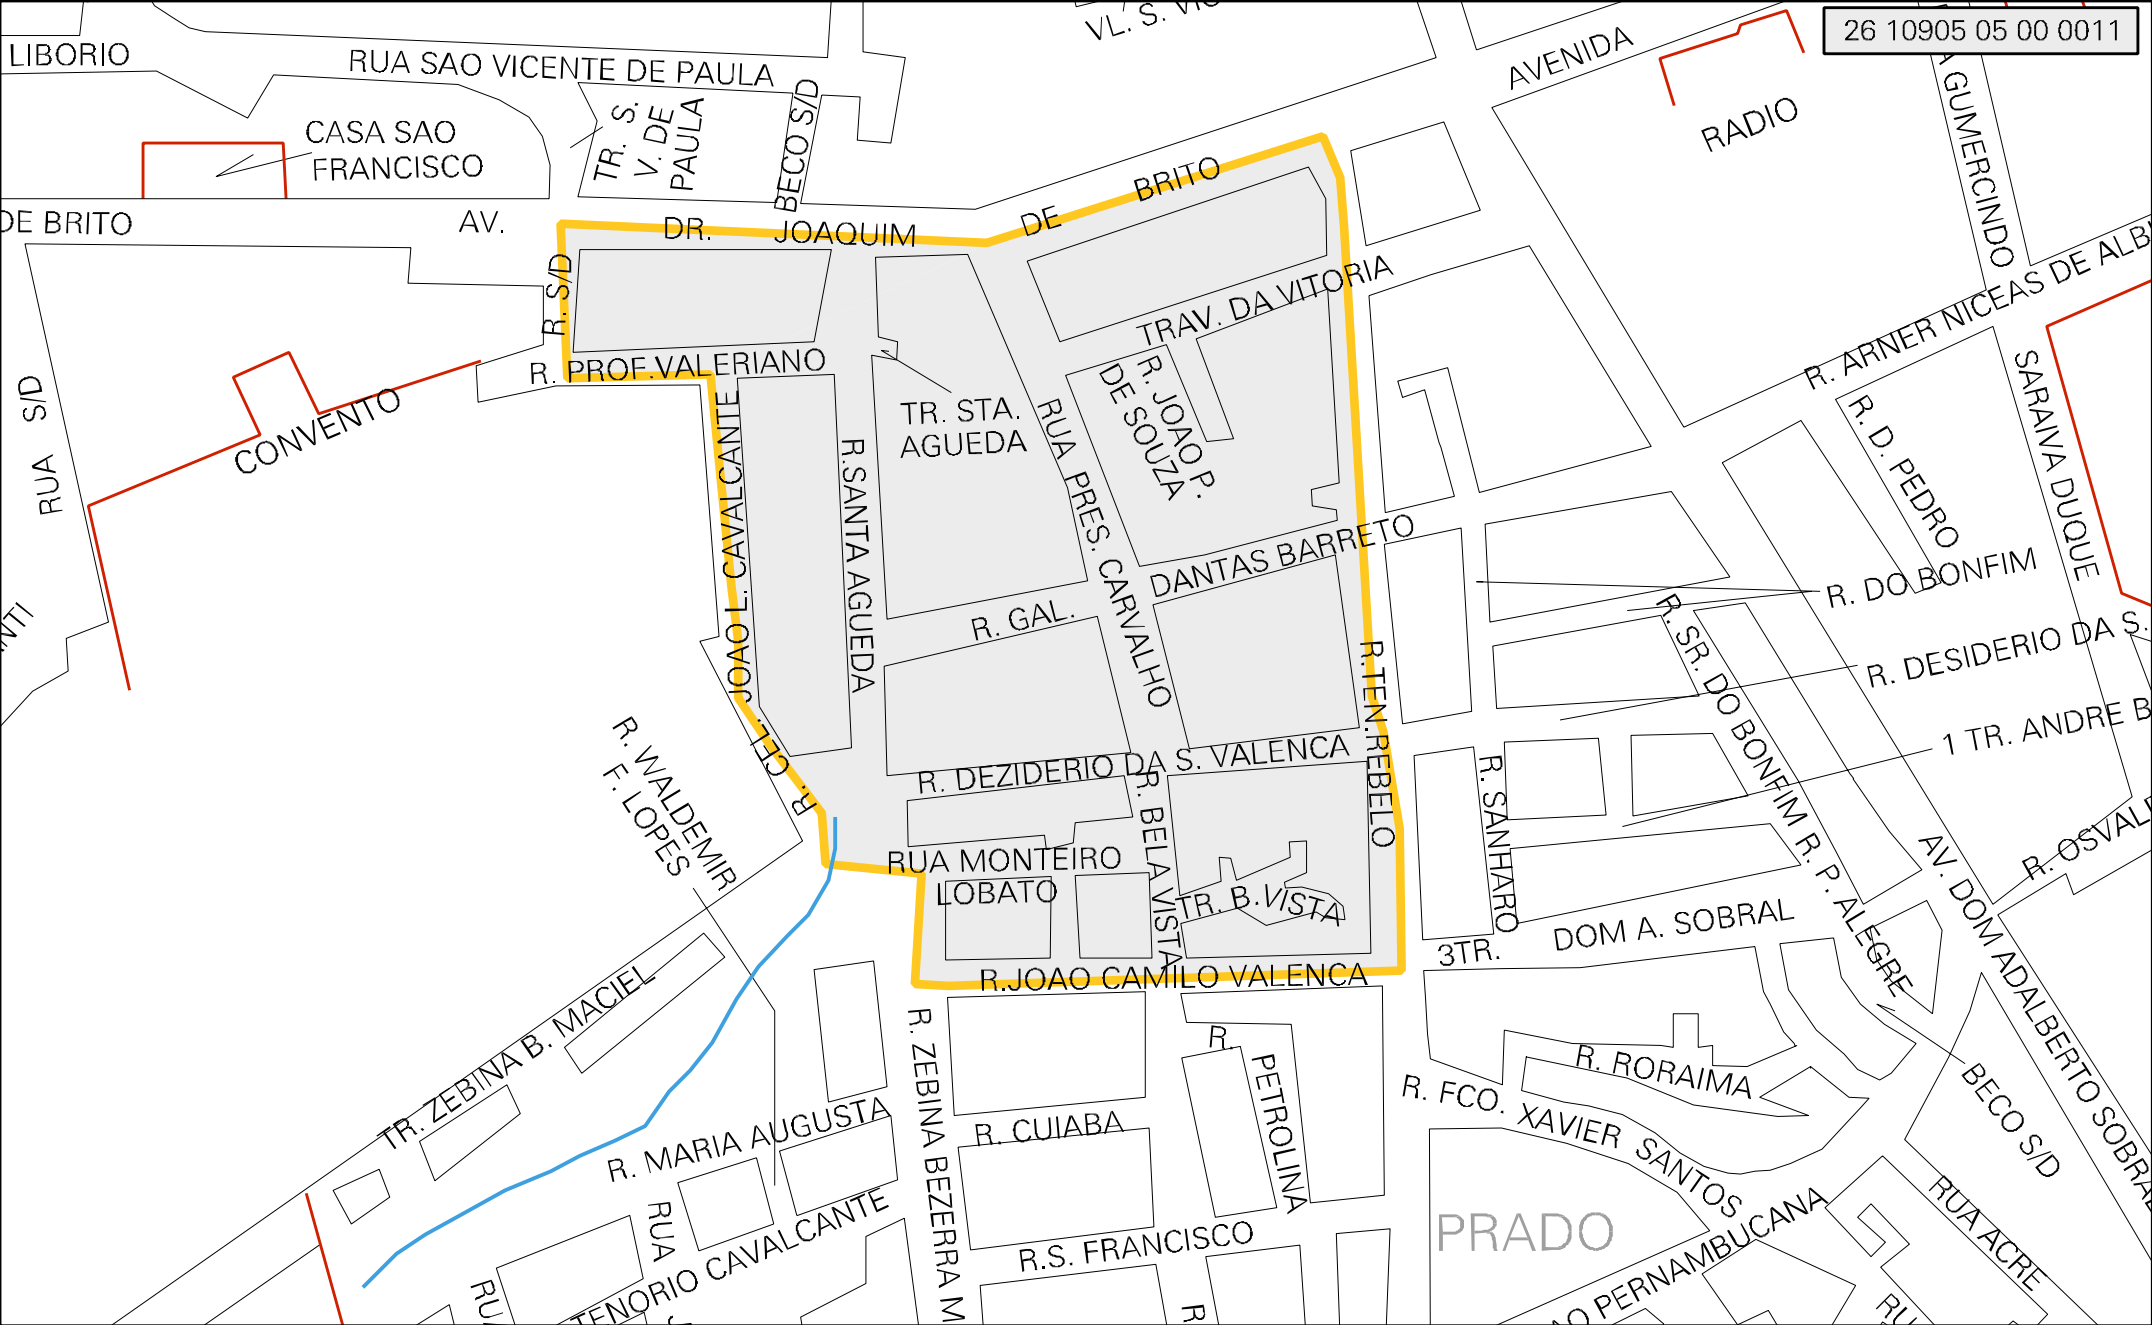 26 10905 05 00 0011
LIBORIO
RUA SAO VICENTE DE PAULA
AVENIDA
RADIO
CASA SAO
FRANCISCO
TR. S.
V. DE
PAULA
BECO S/D
GUMERCINDO
DE BRITO
AV.
DR. JOAQUIM DE BRITO
R. S/D
TRAV. DA VITORIA
R. ARNER NICEAS DE ALB
R. PROF. VALERIANO
CONVENTO
RUA S/D
TR. STA.
AGUEDA
R. JOAO P.
DE SOUZA
RUA PRES. CARVALHO
R. D. PEDRO
SARAIVA DUQUE
R. CEL. JOAO L. CAVALCANTE
R.SANTA AGUEDA
R. GAL. DANTAS BARRETO
R. DO BONFIM
R. DESIDERIO DA S.
1 TR. ANDRE B
R. SR. DO BONFIM
R. P. ALEGRE
R. TEN. REBELO
R. WALDEMIR
F. LOPES
R. DEZIDERIO DA S. VALENCA
R. BELA VISTA
R. SANHARO
RUA MONTEIRO
LOBATO
TR. B. VISTA
AV. DOM ADALBERTO SOBRA
R. OSVAL
3TR. DOM A. SOBRAL
R.JOAO CAMILO VALENCA
TR. ZEBINA B. MACIEL
R. ZEBINA BEZERRA M
R. PETROLINA
R. RORAIMA
R. FCO. XAVIER SANTOS
BECO S/D
R. MARIA AUGUSTA
R. CUIABA
RUA
TENORIO CAVALCANTE
R.S. FRANCISCO
PRADO
AO PERNAMBUCANA
RUA ACRE
RUA
R
RU